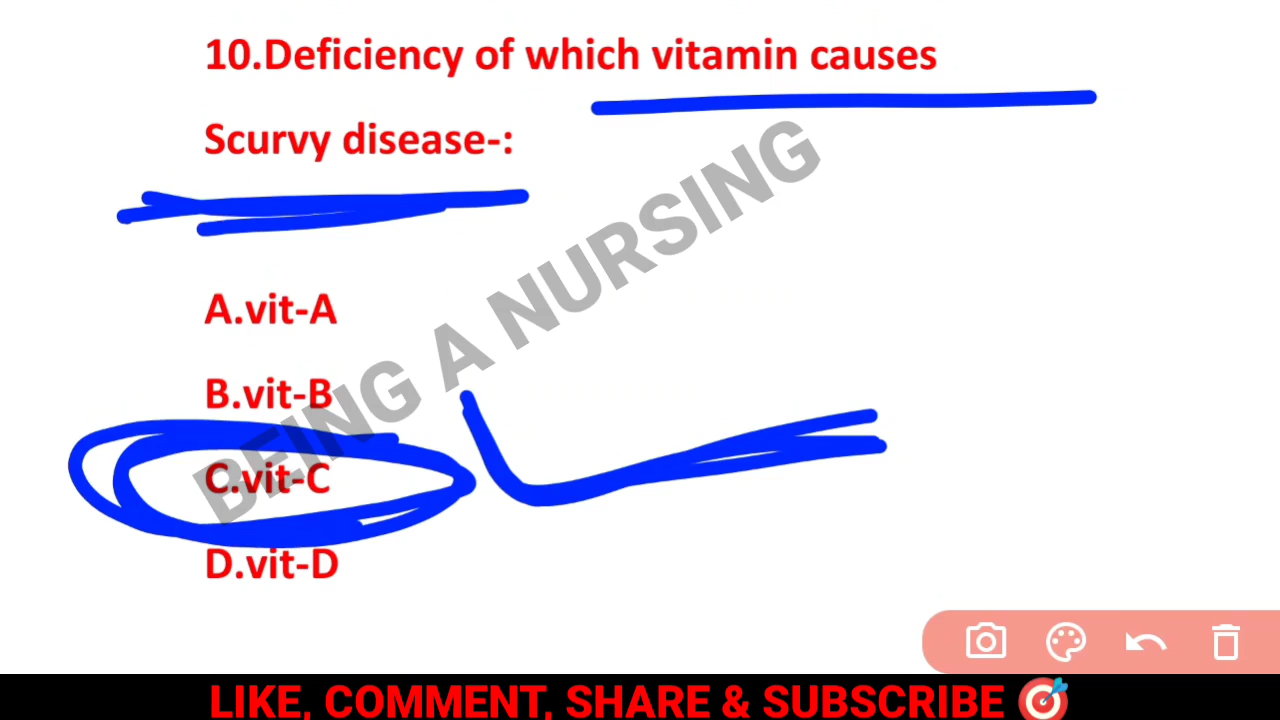 10.Deficiency of which vitamin causes
Scurvy disease-:
BEING A NURSING
A.vit-A
B.vit-B
C.vit-C
D.vit-D
LIKE, COMMENT, SHARE & SUBSCRIBE 🎯